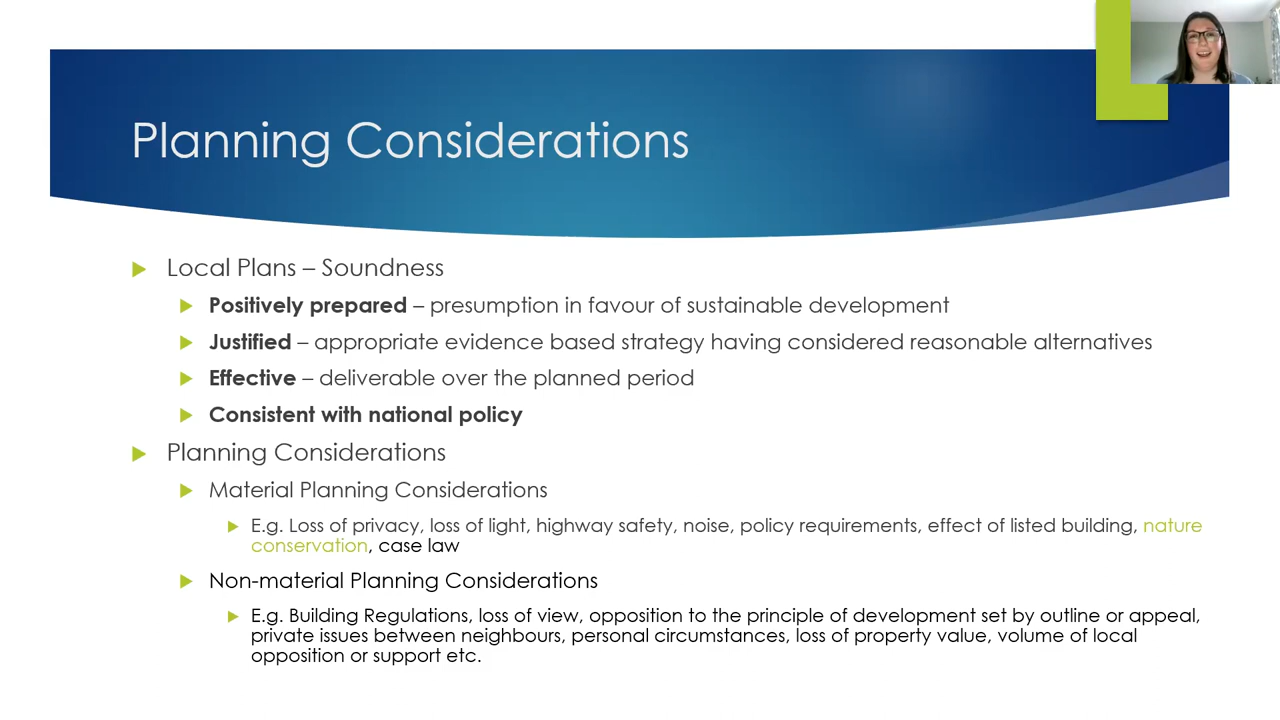 Planning Considerations
Local Plans – Soundness
Positively prepared – presumption in favour of sustainable development
Justified – appropriate evidence based strategy having considered reasonable alternatives
Effective – deliverable over the planned period
Consistent with national policy
Planning Considerations
Material Planning Considerations
E.g. Loss of privacy, loss of light, highway safety, noise, policy requirements, effect of listed building, nature
conservation, case law
Non-material Planning Considerations
E.g. Building Regulations, loss of view, opposition to the principle of development set by outline or appeal,
private issues between neighbours, personal circumstances, loss of property value, volume of local
opposition or support etc.